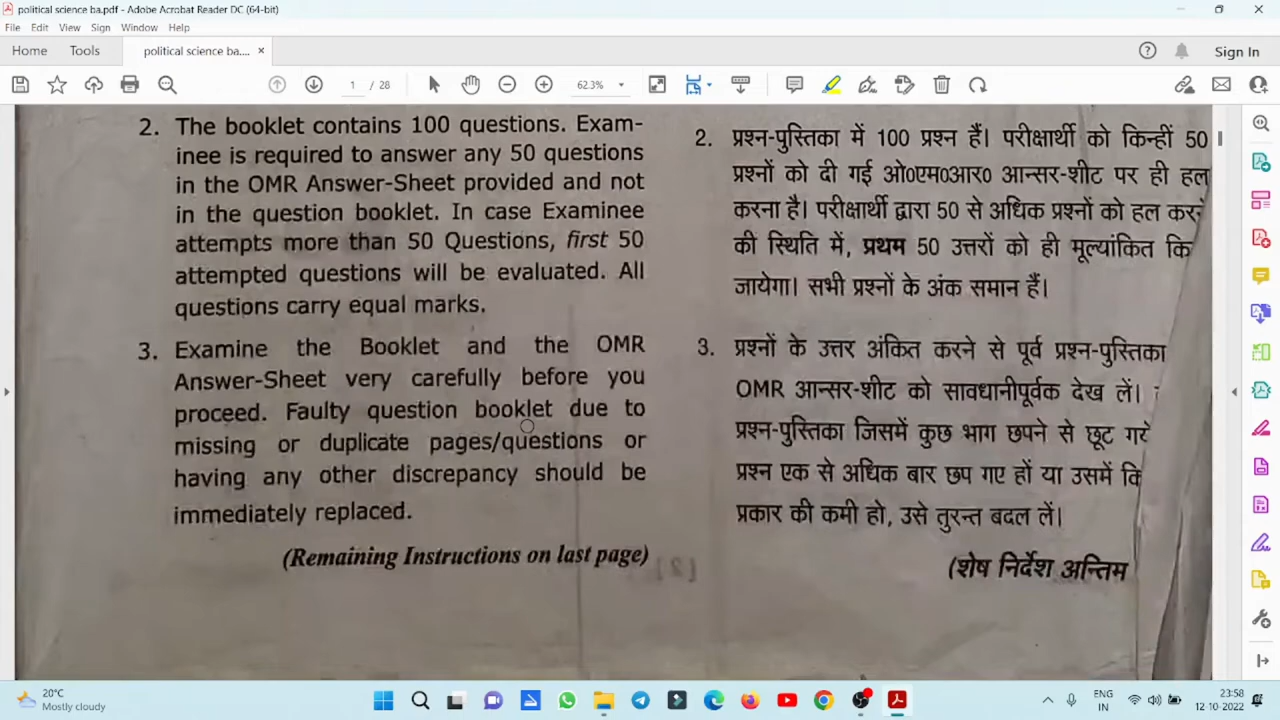 political science ba.pdf - Adobe Acrobat Reader DC (64-bit)
File Edit View Sign Window Help
Home Tools political science ba.... × Sign In
1 / 28 62.3%
2. The booklet contains 100 questions. Exam-
inee is required to answer any 50 questions
in the OMR Answer-Sheet provided and not
in the question booklet. In case Examinee
attempts more than 50 Questions, first 50
attempted questions will be evaluated. All
questions carry equal marks.
3. Examine the Booklet and the OMR
Answer-Sheet very carefully before you
proceed. Faulty question booklet due to
missing or duplicate pages/questions or
having any other discrepancy should be
immediately replaced.
(Remaining Instructions on last page)
2. प्रश्न-पुस्तिका में 100 प्रश्न हैं। परीक्षार्थी को किन्हीं 50
प्रश्नों को दी गई ओ०एम०आर० आन्सर-शीट पर ही हल
करना है। परीक्षार्थी द्वारा 50 से अधिक प्रश्नों को हल करने
की स्थिति में, प्रथम 50 उत्तरों को ही मूल्यांकित कि
जायेगा। सभी प्रश्नों के अंक समान हैं।
3. प्रश्नों के उत्तर अंकित करने से पूर्व प्रश्न-पुस्तिका
OMR आन्सर-शीट को सावधानीपूर्वक देख लें।
प्रश्न-पुस्तिका जिसमें कुछ भाग छपने से छूट गये
प्रश्न एक से अधिक बार छप गए हों या उसमें कि
प्रकार की कमी हो, उसे तुरन्त बदल लें।
(शेष निर्देश अन्तिम
20°C
Mostly cloudy
ENG
IN
23:58
12-10-2022